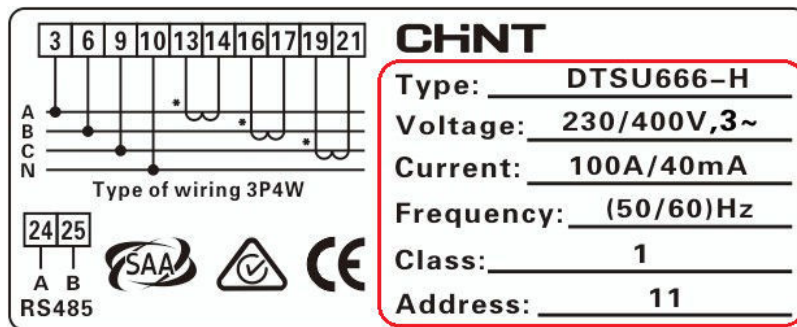 3 6 9 10 13 14 16 17 19 21
A
B
C
N
* * *
Type of wiring 3P4W
24 25
A B
RS485
SAA
CE
CHiNT
Type: DTSU666-H
Voltage: 230/400V,3~
Current: 100A/40mA
Frequency: (50/60)Hz
Class: 1
Address: 11